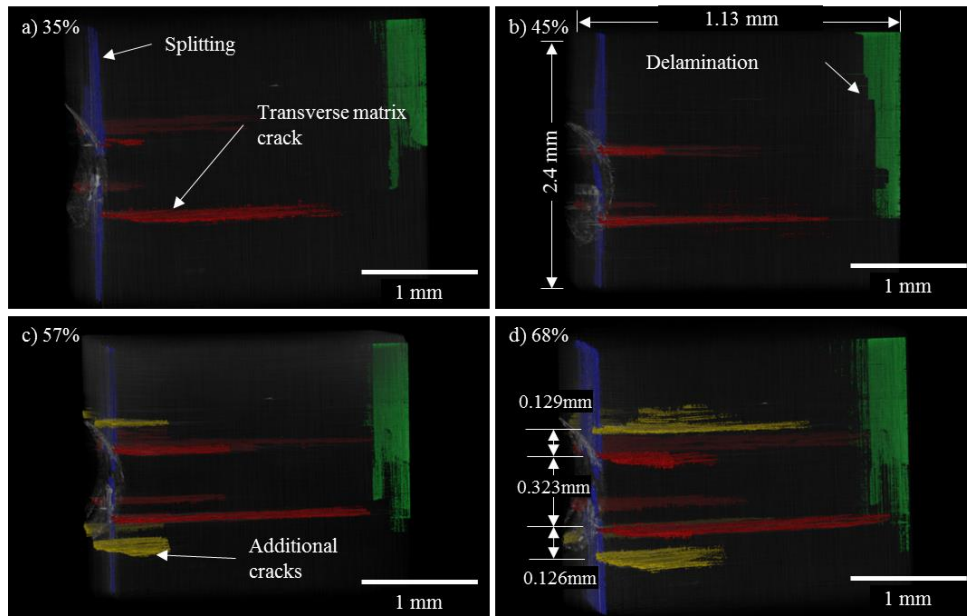 a) 35%
Splitting
Transverse matrix
crack
1 mm
b) 45%
1.13 mm
Delamination
2.4 mm
1 mm
c) 57%
Additional
cracks
1 mm
d) 68%
0.129mm
0.323mm
0.126mm
1 mm